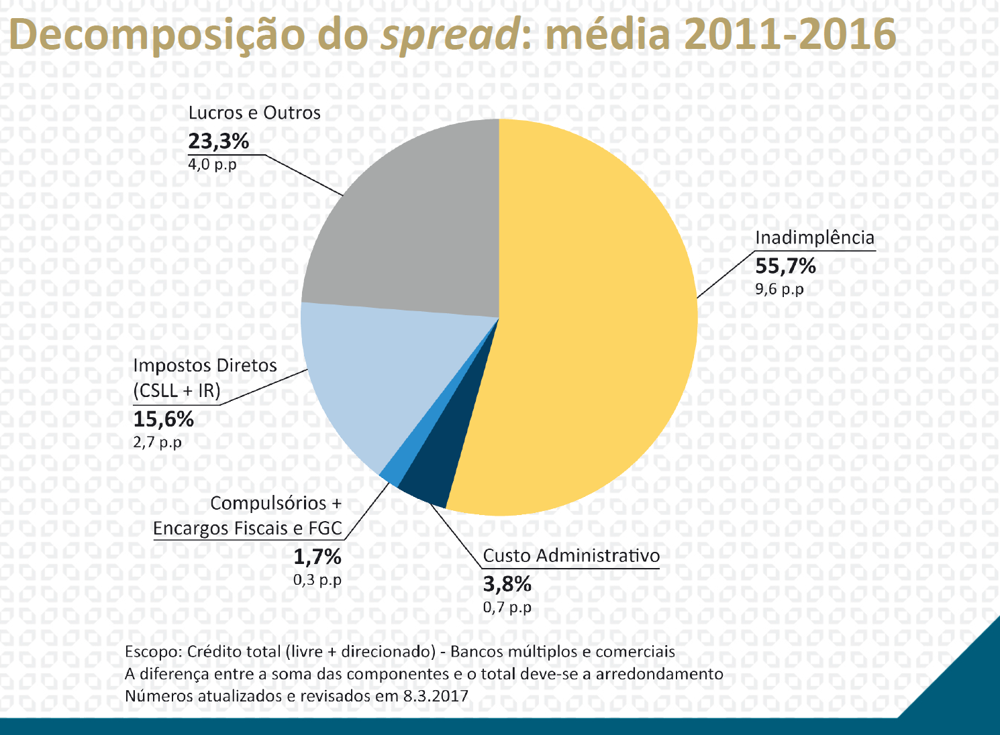 Decomposição do spread: média 2011-2016
Lucros e Outros
23,3%
4,0 p.p
Inadimplência
55,7%
9,6 p.p
Impostos Diretos
(CSLL + IR)
15,6%
2,7 p.p
Compulsórios +
Encargos Fiscais e FGC
1,7%
0,3 p.p
Custo Administrativo
3,8%
0,7 p.p
Escopo: Crédito total (livre + direcionado) - Bancos múltiplos e comerciais
A diferença entre a soma das componentes e o total deve-se a arredondamento
Números atualizados e revisados em 8.3.2017